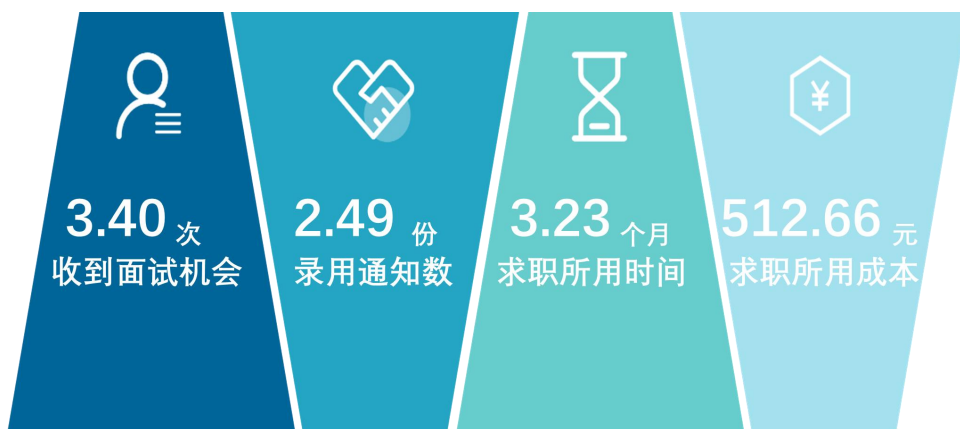 3.40 次
收到面试机会
2.49 份
录用通知数
3.23 个月
求职所用时间
¥
512.66 元
求职所用成本